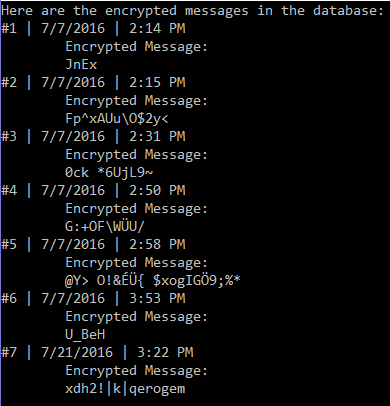 Here are the encrypted messages in the database:
#1 | 7/7/2016 | 2:14 PM
Encrypted Message:
JnEx
#2 | 7/7/2016 | 2:15 PM
Encrypted Message:
Fp^xAUu\O$2y<
#3 | 7/7/2016 | 2:31 PM
Encrypted Message:
0ck *6UjL9~
#4 | 7/7/2016 | 2:50 PM
Encrypted Message:
G:+OF\WÜU/
#5 | 7/7/2016 | 2:58 PM
Encrypted Message:
@Y> O!&ÉÜ{ $xogIGÖ9;%*
#6 | 7/7/2016 | 3:53 PM
Encrypted Message:
U_BeH
#7 | 7/21/2016 | 3:22 PM
Encrypted Message:
xdh2!|k|qerogem